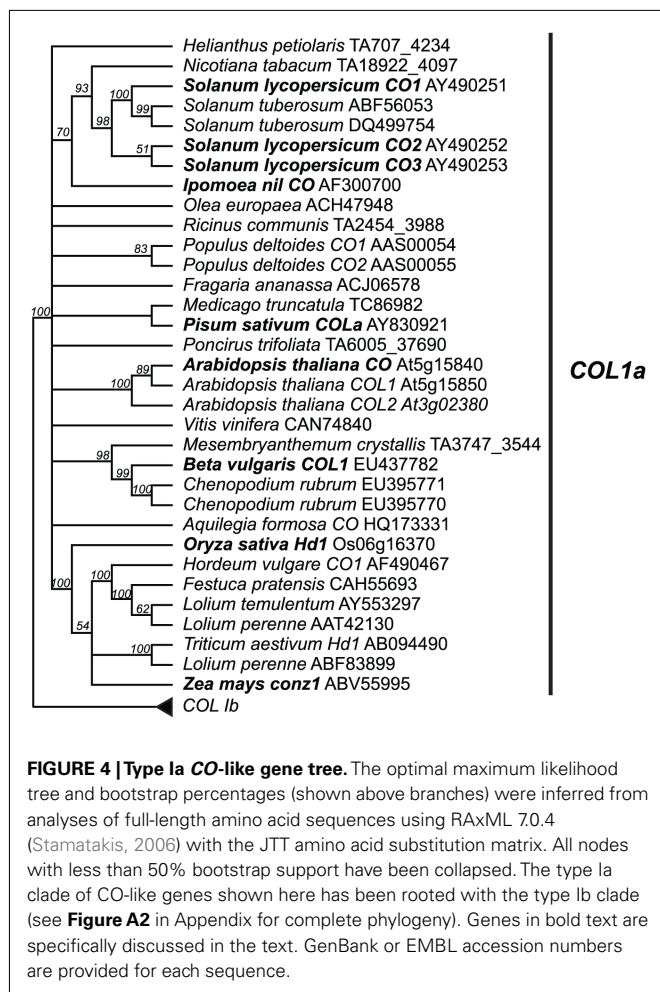 Helianthus petiolaris TA707_4234
Nicotiana tabacum TA18922_4097
93
100
Solanum lycopersicum CO1 AY490251
99
Solanum tuberosum ABF56053
98
Solanum tuberosum DQ499754
70
Solanum lycopersicum CO2 AY490252
51
Solanum lycopersicum CO3 AY490253
Ipomoea nil CO AF300700
Olea europaea ACH47948
Ricinus communis TA2454_3988
83
Populus deltoides CO1 AAS00054
Populus deltoides CO2 AAS00055
Fragaria ananassa ACJ06578
Medicago truncatula TC86982
100
Pisum sativum COLa AY830921
Poncirus trifoliata TA6005_37690
89
Arabidopsis thaliana CO At5g15840
COL1a
100
Arabidopsis thaliana COL1 At5g15850
Arabidopsis thaliana COL2 At3g02380
Vitis vinifera CAN74840
98
Mesembryanthemum crystallis TA3747_3544
99
Beta vulgaris COL1 EU437782
100
Chenopodium rubrum EU395771
Chenopodium rubrum EU395770
Aquilegia formosa CO HQ173331
Oryza sativa Hd1 Os06g16370
100
100
Hordeum vulgare CO1 AF490467
100
Festuca pratensis CAH55693
62
Lolium temulentum AY553297
54
Lolium perenne AAT42130
100
Triticum aestivum Hd1 AB094490
Lolium perenne ABF83899
Zea mays conz1 ABV55995
COL Ib
FIGURE 4 | Type Ia CO-like gene tree. The optimal maximum likelihood
tree and bootstrap percentages (shown above branches) were inferred from
analyses of full-length amino acid sequences using RAxML 7.0.4
(Stamatakis, 2006) with the JTT amino acid substitution matrix. All nodes
with less than 50% bootstrap support have been collapsed. The type Ia
clade of CO-like genes shown here has been rooted with the type Ib clade
(see Figure A2 in Appendix for complete phylogeny). Genes in bold text are
specifically discussed in the text. GenBank or EMBL accession numbers
are provided for each sequence.